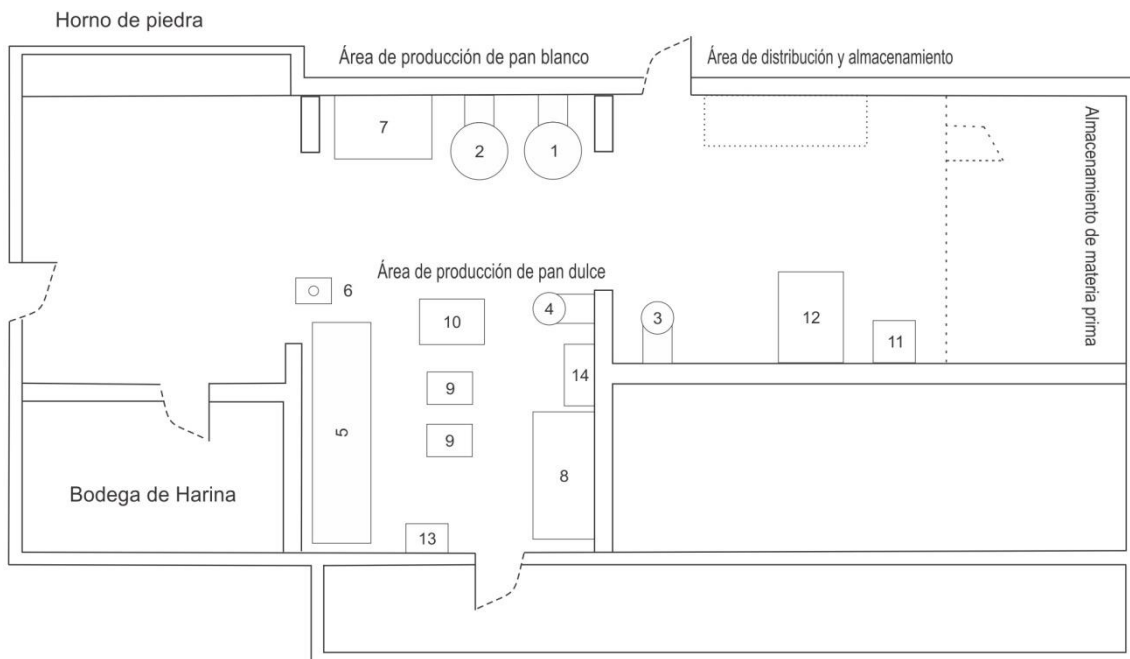 Horno de piedra
Área de producción de pan blanco
Área de distribución y almacenamiento
7
2
1
Almacenamiento de materia prima
Área de producción de pan dulce
6
10
4
3
12
11
14
9
5
9
8
Bodega de Harina
13